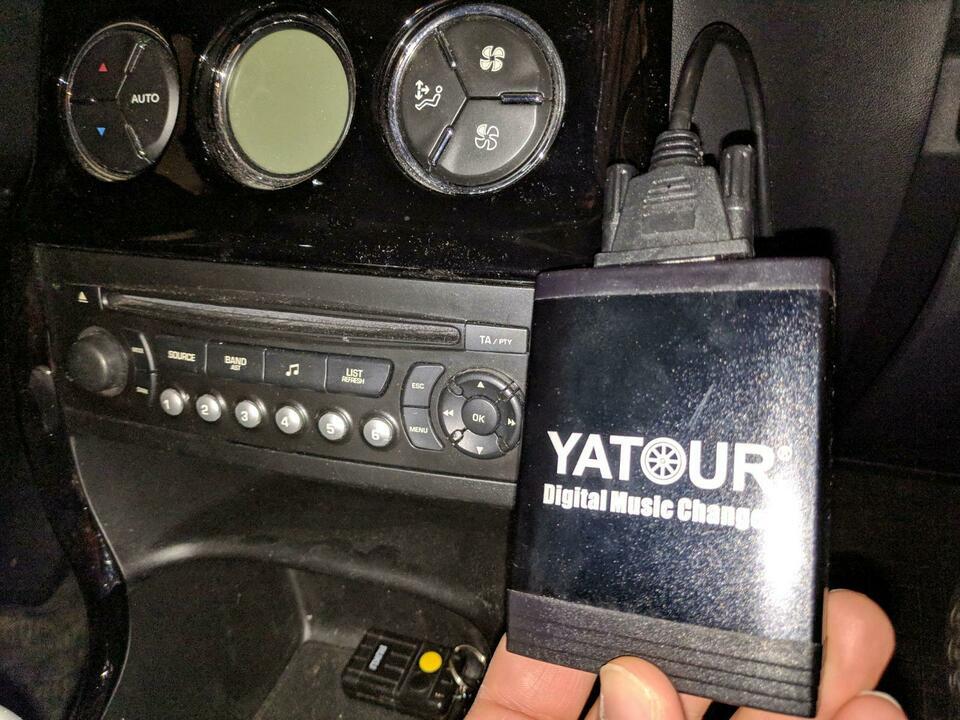 AUTO
TA / PTY
SOURCE
BAND
AST
LIST
REFRESH
ESC
MENU
OK
1
2
3
4
5
6
YATOUR®
Digital Music